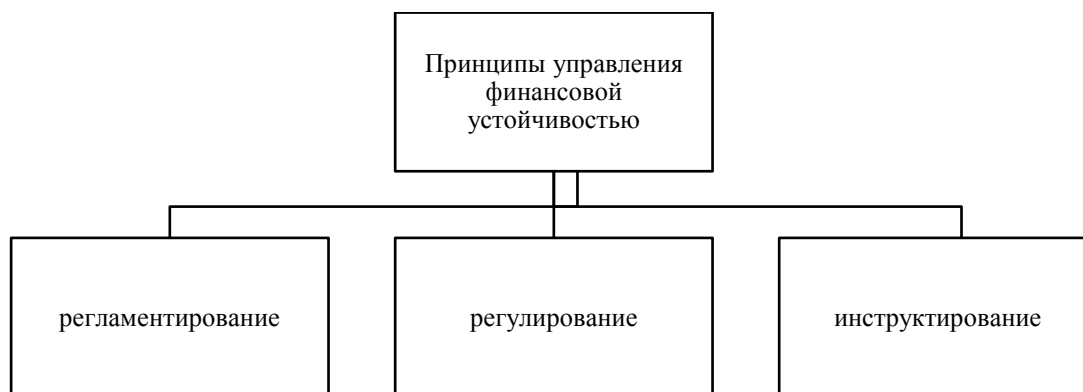 Принципы управления
финансовой
устойчивостью
регламентирование
регулирование
инструктирование